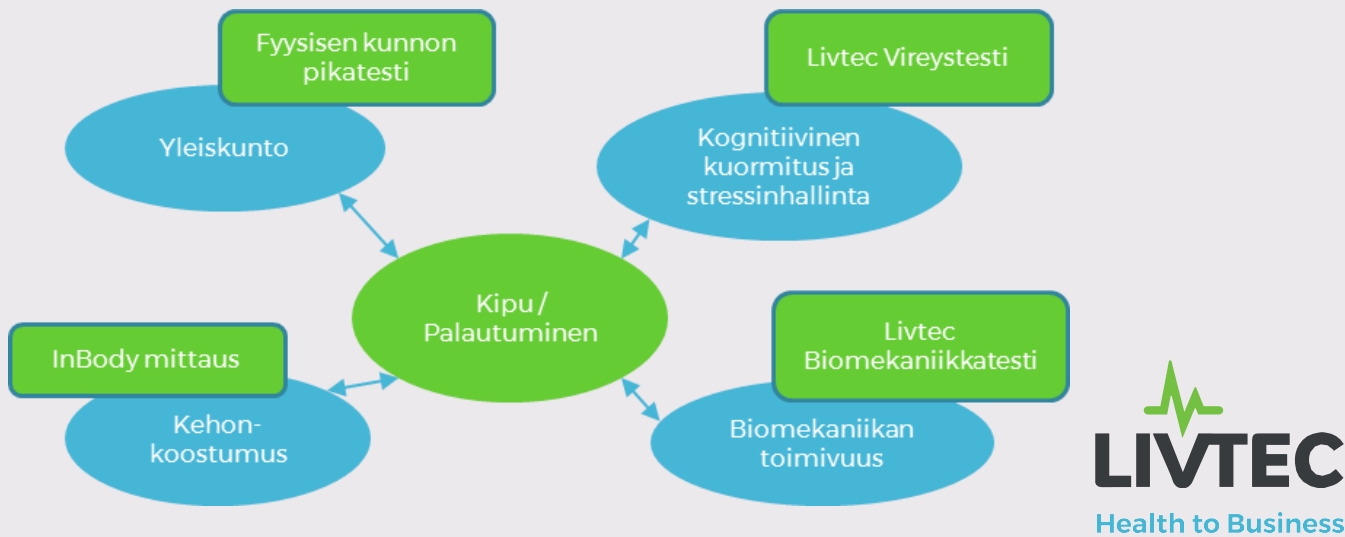 Fyysisen kunnon
pikatesti
Livtec Vireystesti
Yleiskunto
Kognitiivinen
kuormitus ja
stressinhallinta
Kipu /
Palautuminen
InBody mittaus
Livtec
Biomekaniikkatesti
Kehon-
koostumus
Biomekaniikan
toimivuus
LIVTEC
Health to Business